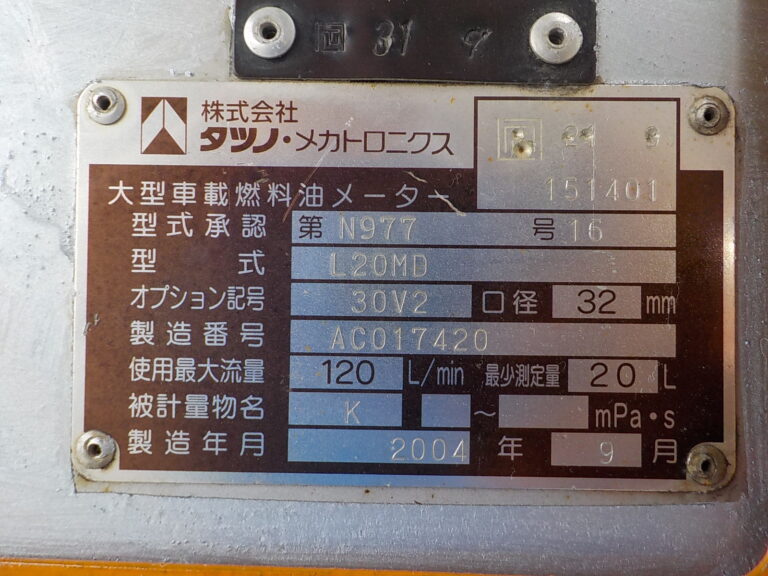 31 9
株式会社
タツノ・メカトロニクス
21 9
151401
大型車載燃料油メーター
型式承認 第 N977 号 16
型式 L20MD
オプション記号 30V2 口径 32 mm
製造番号 AC017420
使用最大流量 120 L/min 最少測定量 20 L
被計量物名 K ～ mPa・s
製造年月 2004 年 9 月